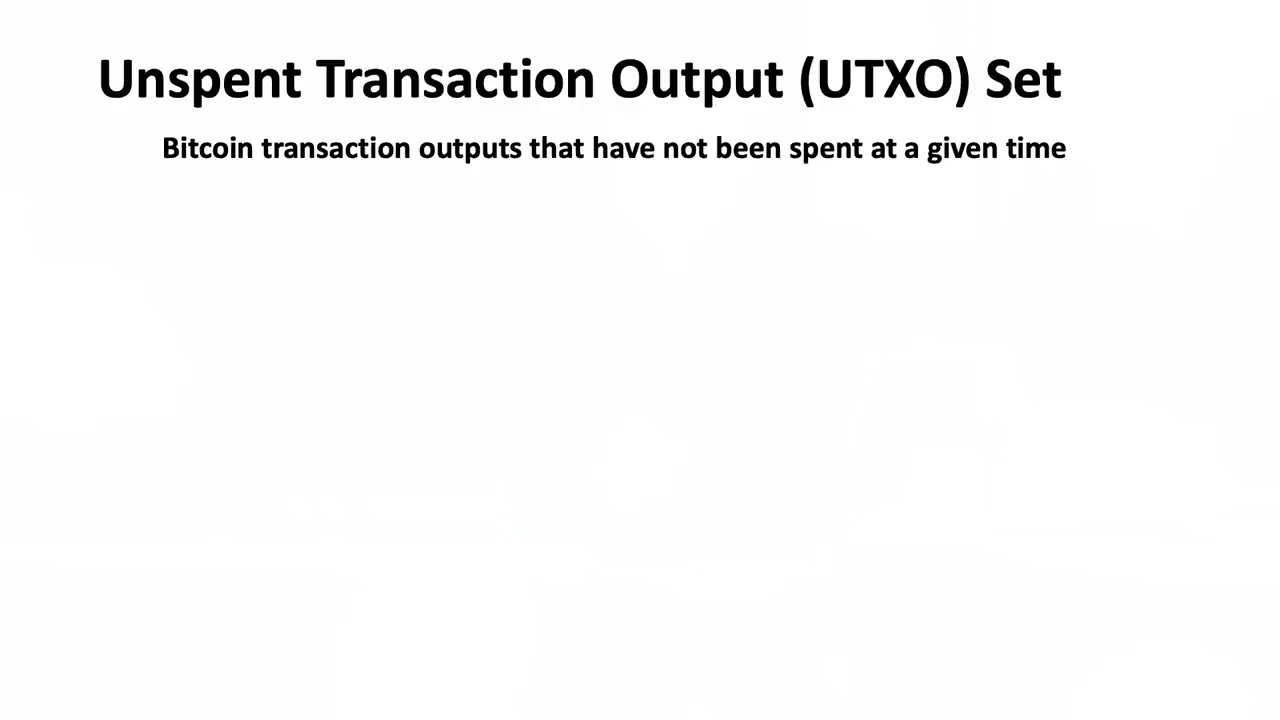 Unspent Transaction Output (UTXO) Set
Bitcoin transaction outputs that have not been spent at a given time